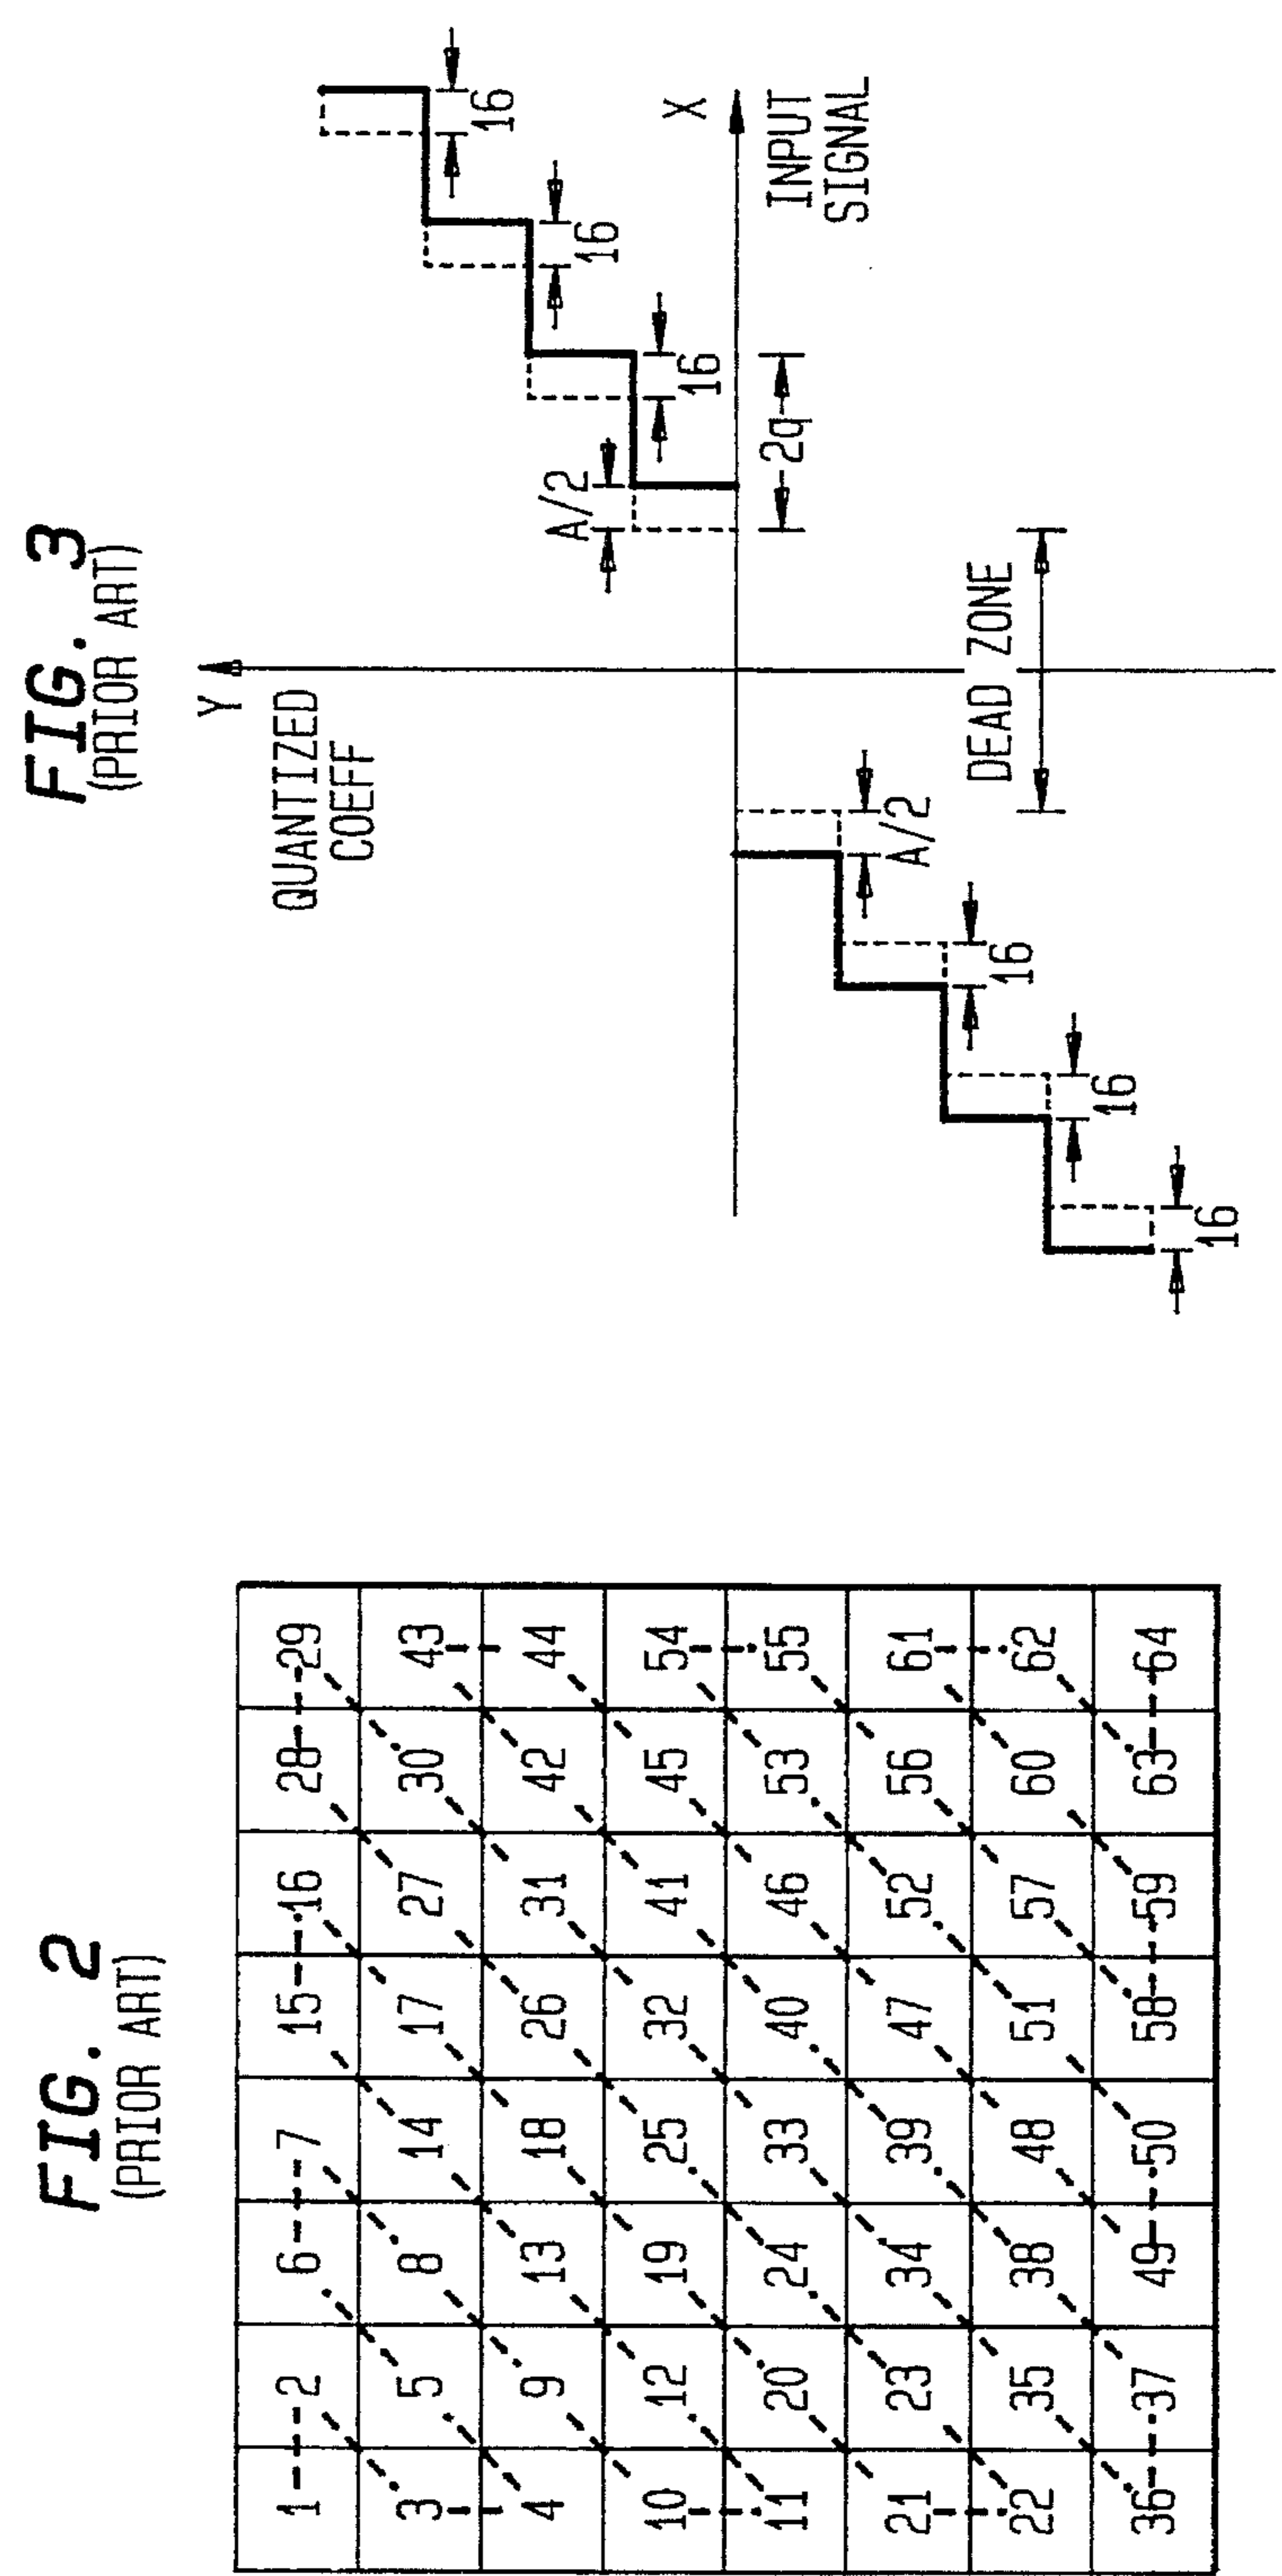 FIG. 2
(PRIOR ART)
1 2 6 7 15 16 28 29
3 5 8 14 17 27 30 43
4 9 13 18 26 31 42 44
10 12 19 25 32 41 45 54
11 20 24 33 40 46 53 55
21 23 34 39 47 52 56 61
22 35 38 48 51 57 60 62
36 37 49 50 58 59 63 64
FIG. 3
(PRIOR ART)
Y
QUANTIZED
COEFF
16
16
16
A/2
X
INPUT
SIGNAL
2q
A/2
DEAD ZONE
16
16
16